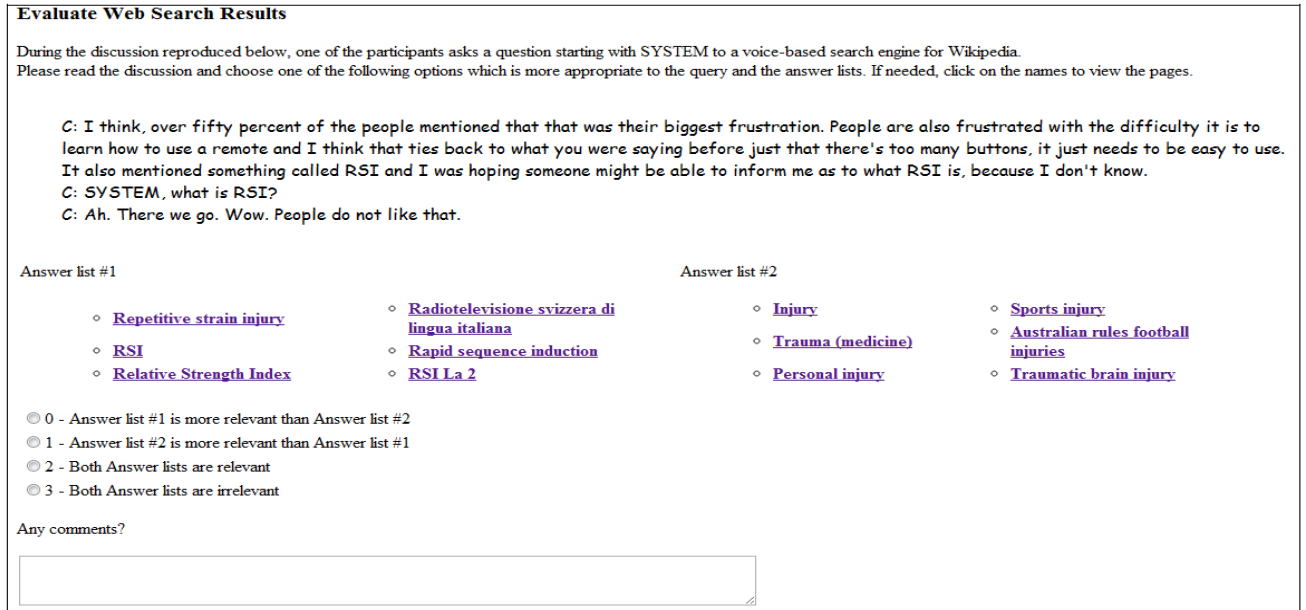 Evaluate Web Search Results
During the discussion reproduced below, one of the participants asks a question starting with SYSTEM to a voice-based search engine for Wikipedia.
Please read the discussion and choose one of the following options which is more appropriate to the query and the answer lists. If needed, click on the names to view the pages.
C: I think, over fifty percent of the people mentioned that that was their biggest frustration. People are also frustrated with the difficulty it is to
learn how to use a remote and I think that ties back to what you were saying before just that there's too many buttons, it just needs to be easy to use.
It also mentioned something called RSI and I was hoping someone might be able to inform me as to what RSI is, because I don't know.
C: SYSTEM, what is RSI?
C: Ah. There we go. Wow. People do not like that.
Answer list #1
Repetitive strain injury
RSI
Relative Strength Index
Radiotelevisione svizzera di
lingua italiana
Rapid sequence induction
RSI La 2
Answer list #2
Injury
Trauma (medicine)
Personal injury
Sports injury
Australian rules football
injuries
Traumatic brain injury
0 - Answer list #1 is more relevant than Answer list #2
1 - Answer list #2 is more relevant than Answer list #1
2 - Both Answer lists are relevant
3 - Both Answer lists are irrelevant
Any comments?